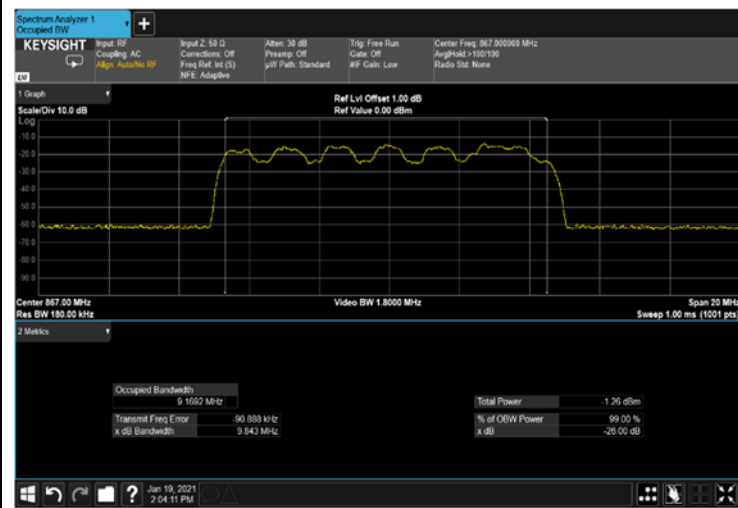 Spectrum Analyzer 1
Occupied BW
+
KEYSIGHT
Input: RF
Coupling: AC
Align: Auto/No RF
Input Z: 50 Ω
Corrections: Off
Freq Ref: Int (S)
NFE: Adaptive
Atten: 30 dB
Preamp: Off
µW Path: Standard
Trig: Free Run
Gate: Off
#IF Gain: Low
Center Freq: 867.000000 MHz
Avg|Hold:>100/100
Radio Std: None
1 Graph
Scale/Div 10.0 dB
Ref Lvl Offset 1.00 dB
Ref Value 0.00 dBm
Log
-10.0
-20.0
-30.0
-40.0
-50.0
-60.0
-70.0
-80.0
-90.0
Center 867.00 MHz
Video BW 1.8000 MHz
Span 20 MHz
Res BW 180.00 kHz
Sweep 1.00 ms (1001 pts)
2 Metrics
Occupied Bandwidth
9.1692 MHz
Total Power -1.26 dBm
Transmit Freq Error -90.888 kHz
% of OBW Power 99.00 %
x dB Bandwidth 9.843 MHz
x dB -26.00 dB
?
Jan 19, 2021
2:04:11 PM